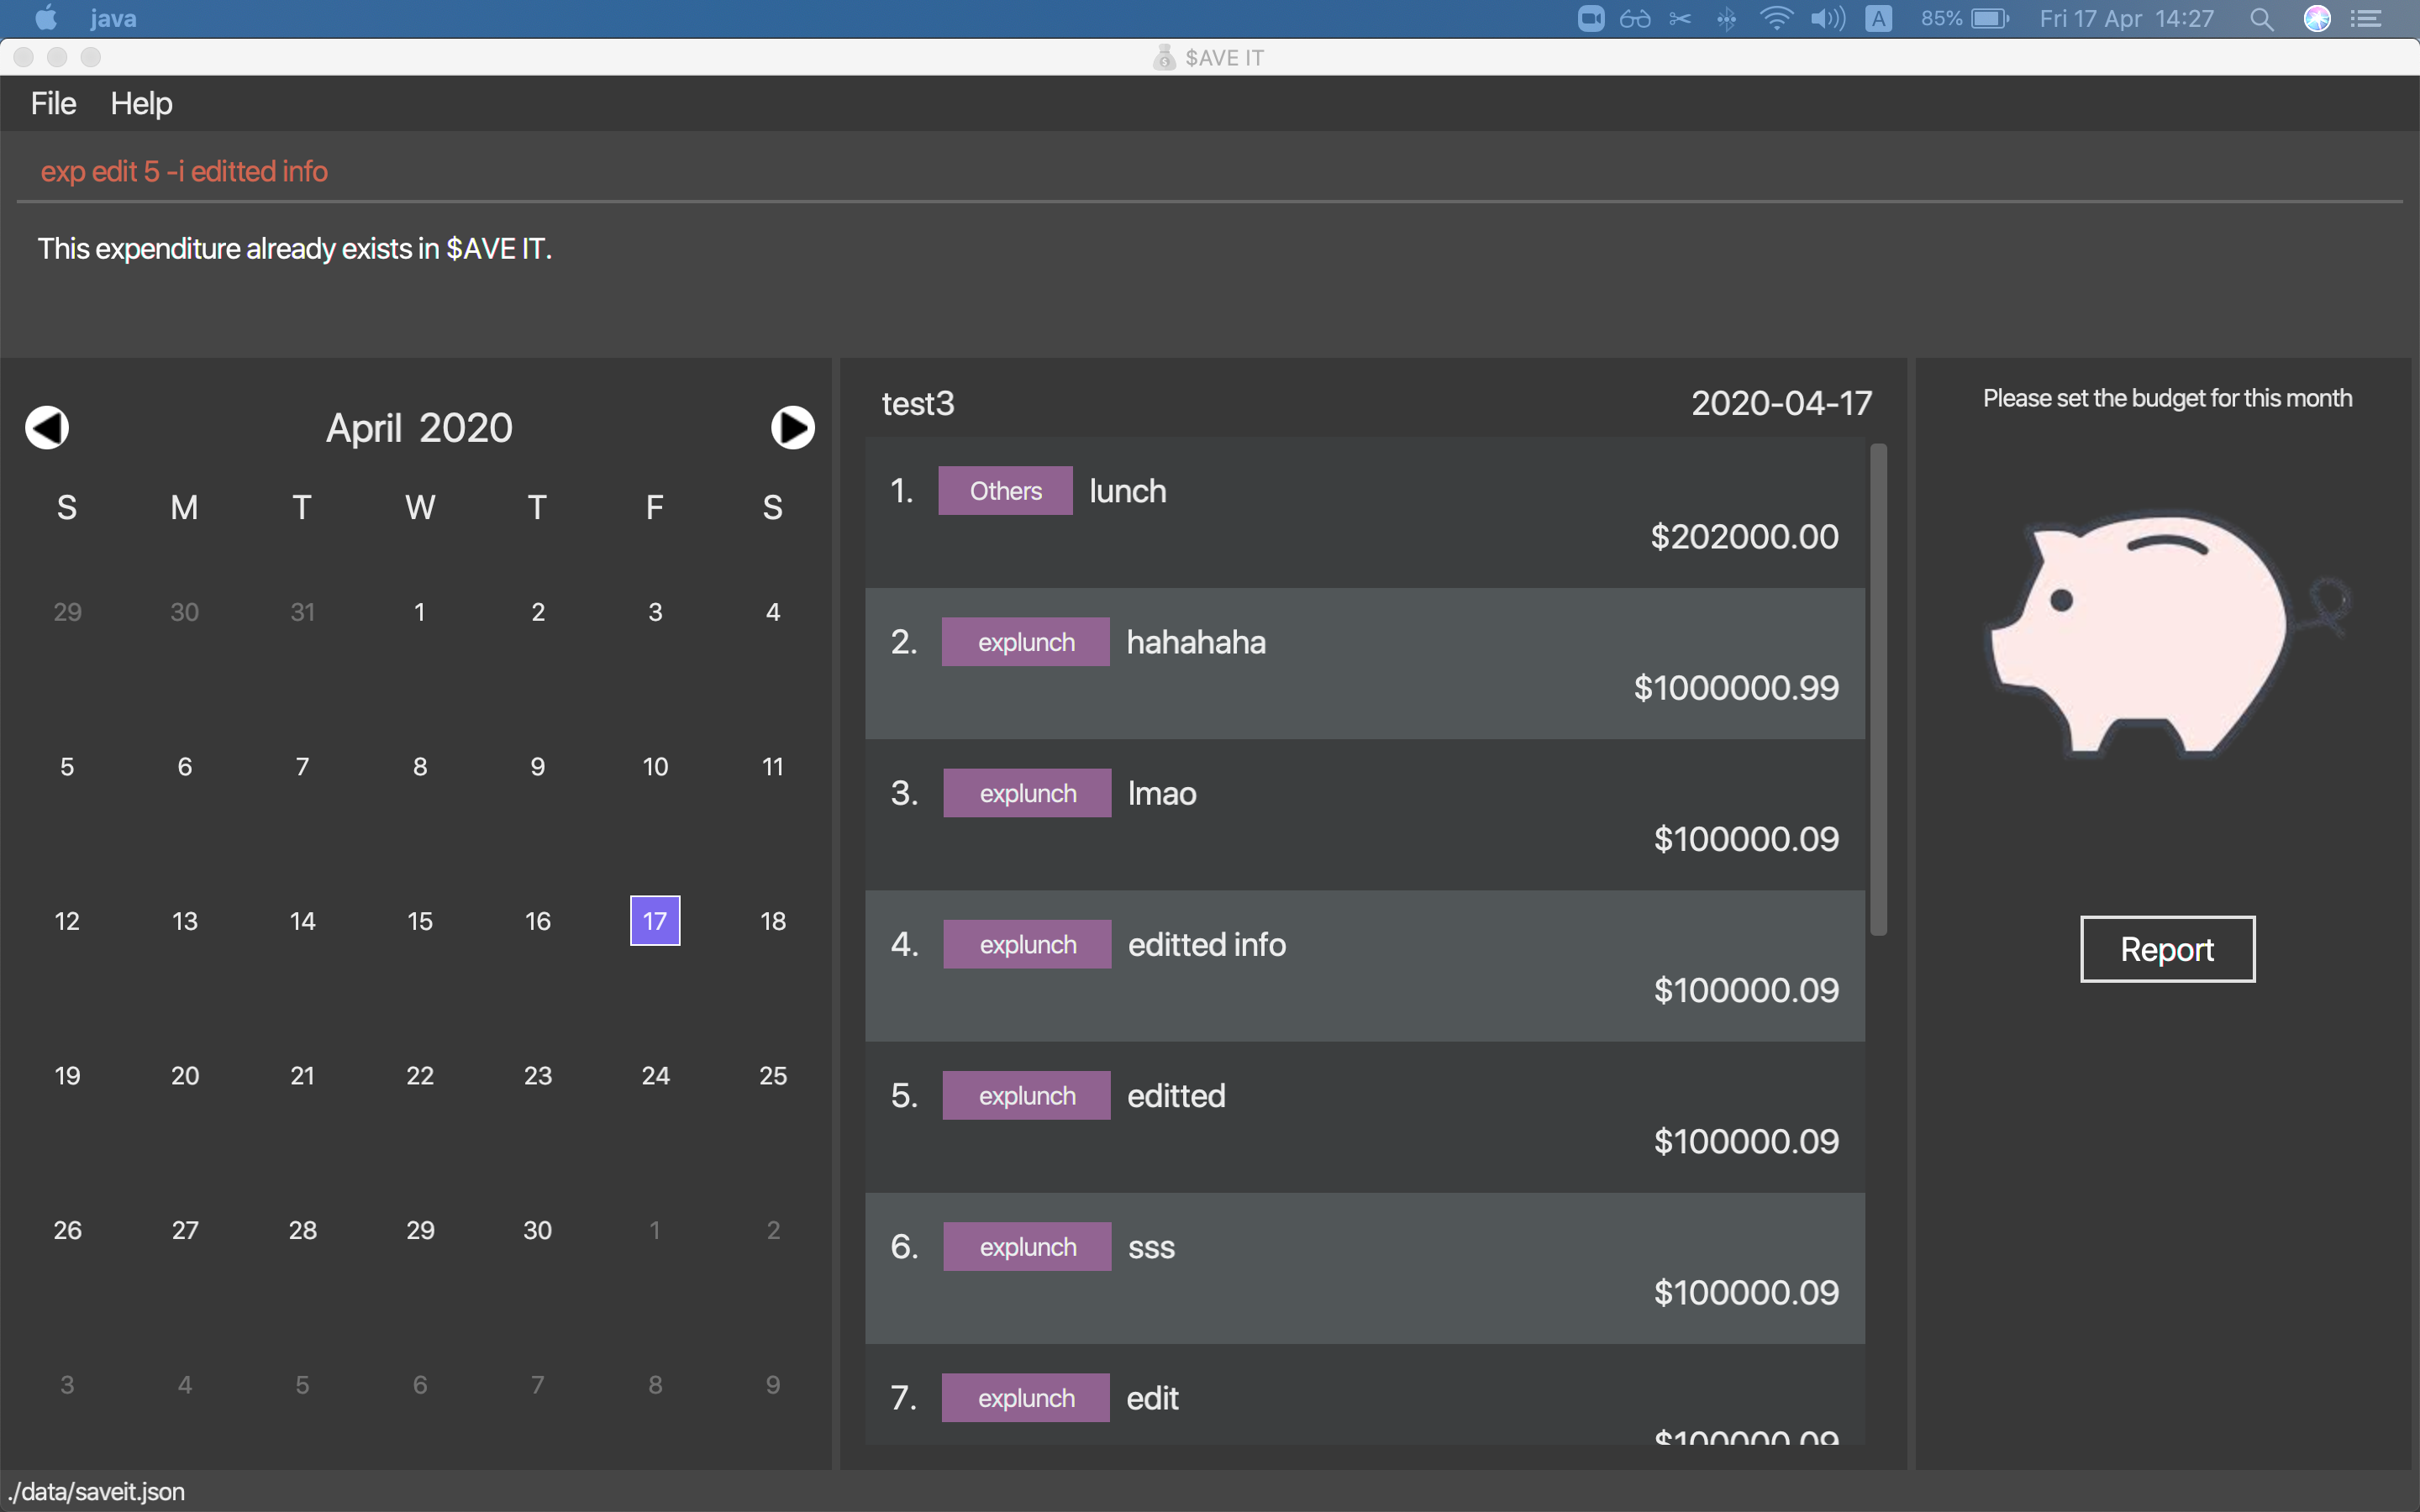 java
A 85% Fri 17 Apr 14:27
$AVE IT
File Help
exp edit 5 -i editted info
This expenditure already exists in $AVE IT.
April 2020
S M T W T F S
29 30 31 1 2 3 4
5 6 7 8 9 10 11
12 13 14 15 16 17 18
19 20 21 22 23 24 25
26 27 28 29 30 1 2
3 4 5 6 7 8 9
test3 2020-04-17
1. Others lunch
$202000.00
2. explunch hahahaha
$1000000.99
3. explunch lmao
$100000.09
4. explunch editted info
$100000.09
5. explunch editted
$100000.09
6. explunch sss
$100000.09
7. explunch edit
$100000.09
Please set the budget for this month
Report
./data/saveit.json